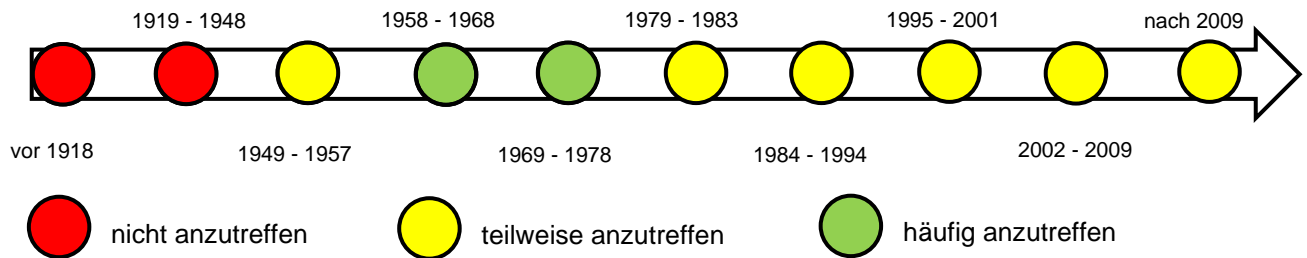 1919 - 1948 1958 - 1968 1979 - 1983 1995 - 2001 nach 2009
vor 1918 1949 - 1957 1969 - 1978 1984 - 1994 2002 - 2009
nicht anzutreffen teilweise anzutreffen häufig anzutreffen